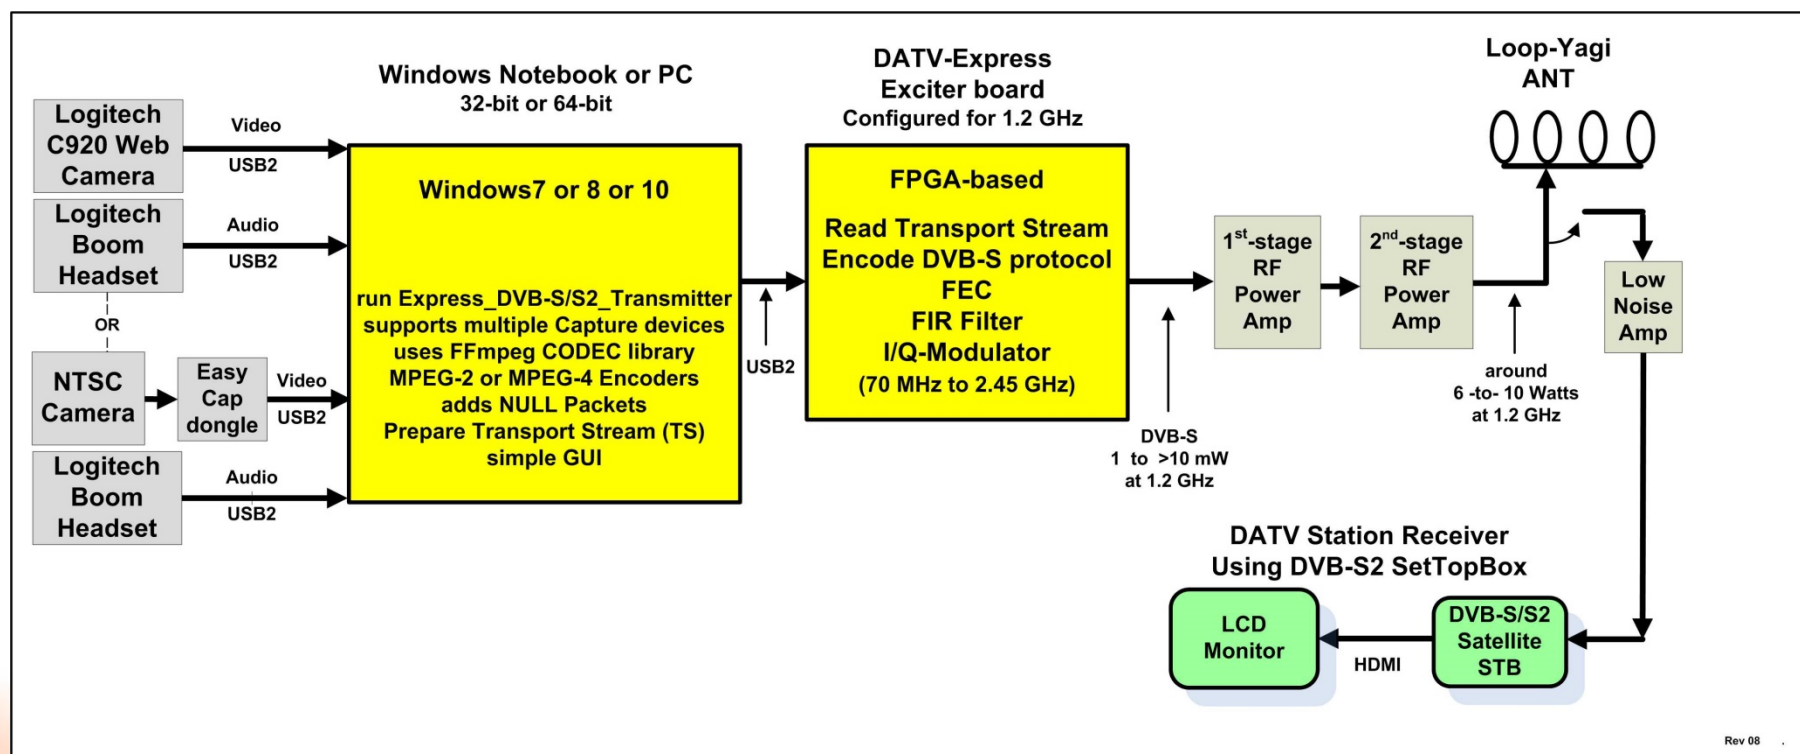 Windows Notebook or PC
32-bit or 64-bit
DATV-Express
Exciter board
Configured for 1.2 GHz
Loop-Yagi
ANT
Logitech
C920 Web
Camera
Video
USB2
Logitech
Boom
Headset
Audio
USB2
OR
NTSC
Camera
Easy
Cap
dongle
Video
USB2
Logitech
Boom
Headset
Audio
USB2
Windows7 or 8 or 10
run Express_DVB-S/S2_Transmitter
supports multiple Capture devices
uses FFmpeg CODEC library
MPEG-2 or MPEG-4 Encoders
adds NULL Packets
Prepare Transport Stream (TS)
simple GUI
USB2
FPGA-based
Read Transport Stream
Encode DVB-S protocol
FEC
FIR Filter
I/Q-Modulator
(70 MHz to 2.45 GHz)
DVB-S
1 to >10 mW
at 1.2 GHz
1st-stage
RF
Power
Amp
2nd-stage
RF
Power
Amp
around
6 -to- 10 Watts
at 1.2 GHz
Low
Noise
Amp
DATV Station Receiver
Using DVB-S2 SetTopBox
LCD
Monitor
HDMI
DVB-S/S2
Satellite
STB
Rev 08 .